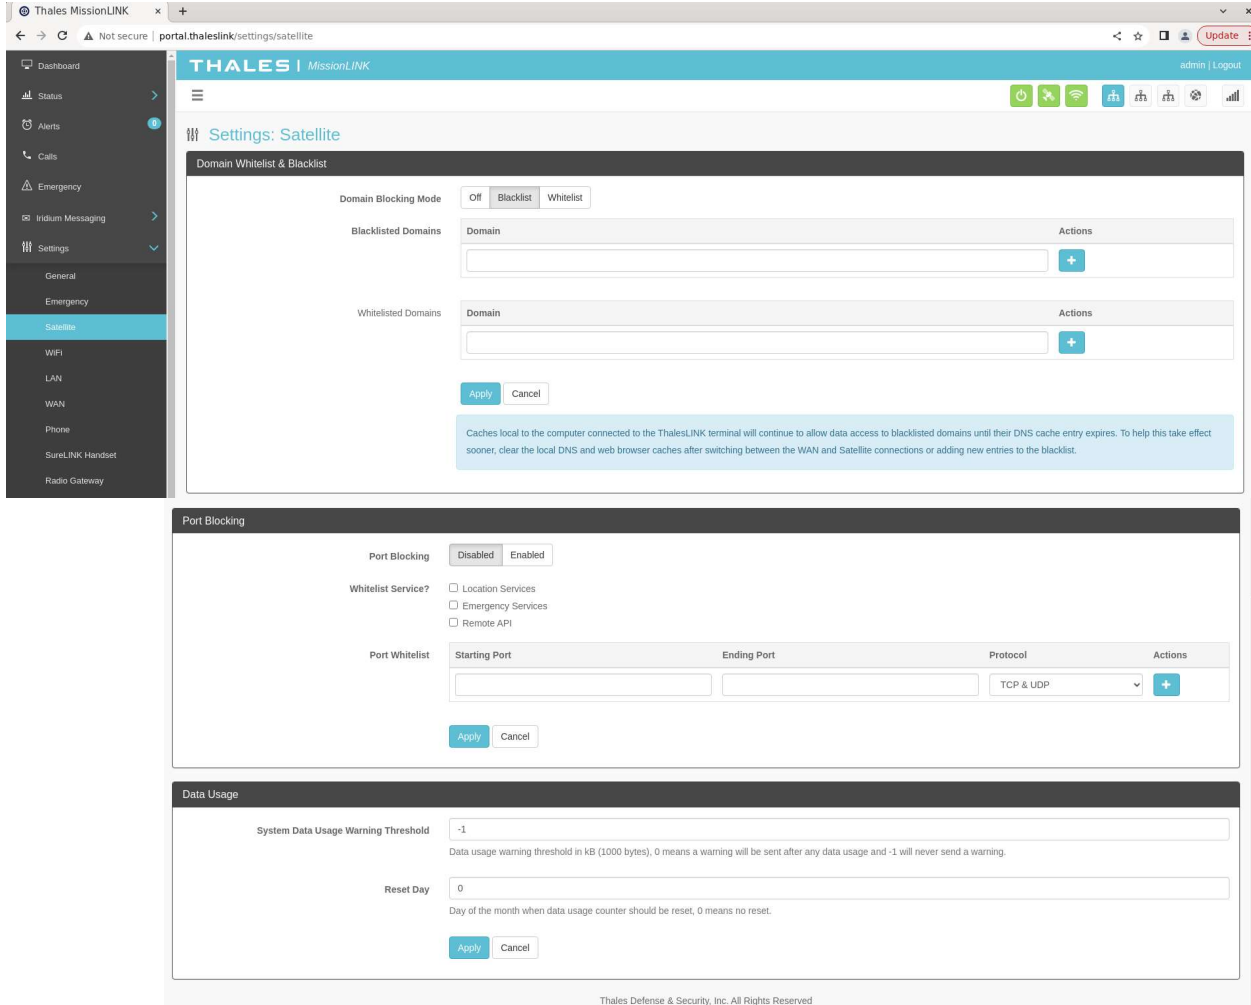 Thales MissionLINK
Not secure | portal.thaleslink/settings/satellite
Update
Dashboard
Status
Alerts
0
Calls
Emergency
Iridium Messaging
Settings
General
Emergency
Satellite
WiFi
LAN
WAN
Phone
SureLINK Handset
Radio Gateway
THALES | MissionLINK
admin | Logout
Settings: Satellite
Domain Whitelist & Blacklist
Domain Blocking Mode Off Blacklist Whitelist
Blacklisted Domains Domain Actions
Whitelisted Domains Domain Actions
Apply Cancel
Caches local to the computer connected to the ThalesLINK terminal will continue to allow data access to blacklisted domains until their DNS cache entry expires. To help this take effect
sooner, clear the local DNS and web browser caches after switching between the WAN and Satellite connections or adding new entries to the blacklist.
Port Blocking
Port Blocking Disabled Enabled
Whitelist Service? Location Services
Emergency Services
Remote API
Port Whitelist Starting Port Ending Port Protocol Actions
TCP & UDP
Apply Cancel
Data Usage
System Data Usage Warning Threshold -1
Data usage warning threshold in kB (1000 bytes), 0 means a warning will be sent after any data usage and -1 will never send a warning.
Reset Day 0
Day of the month when data usage counter should be reset, 0 means no reset.
Apply Cancel
Thales Defense & Security, Inc. All Rights Reserved